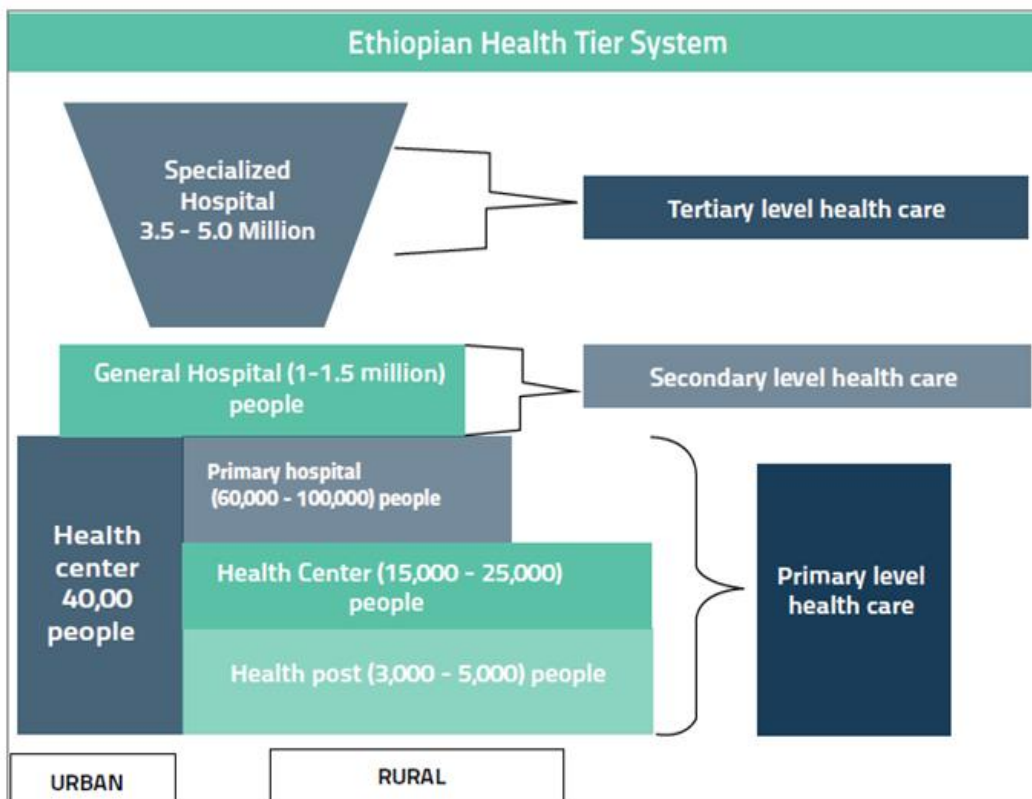 Ethiopian Health Tier System
Specialized
Hospital
3.5 - 5.0 Million
Tertiary level health care
General Hospital (1-1.5 million)
people
Secondary level health care
Health
center
40,00
people
Primary hospital
(60,000 - 100,000) people
Health Center (15,000 - 25,000)
people
Health post (3,000 - 5,000) people
Primary level
health care
URBAN
RURAL